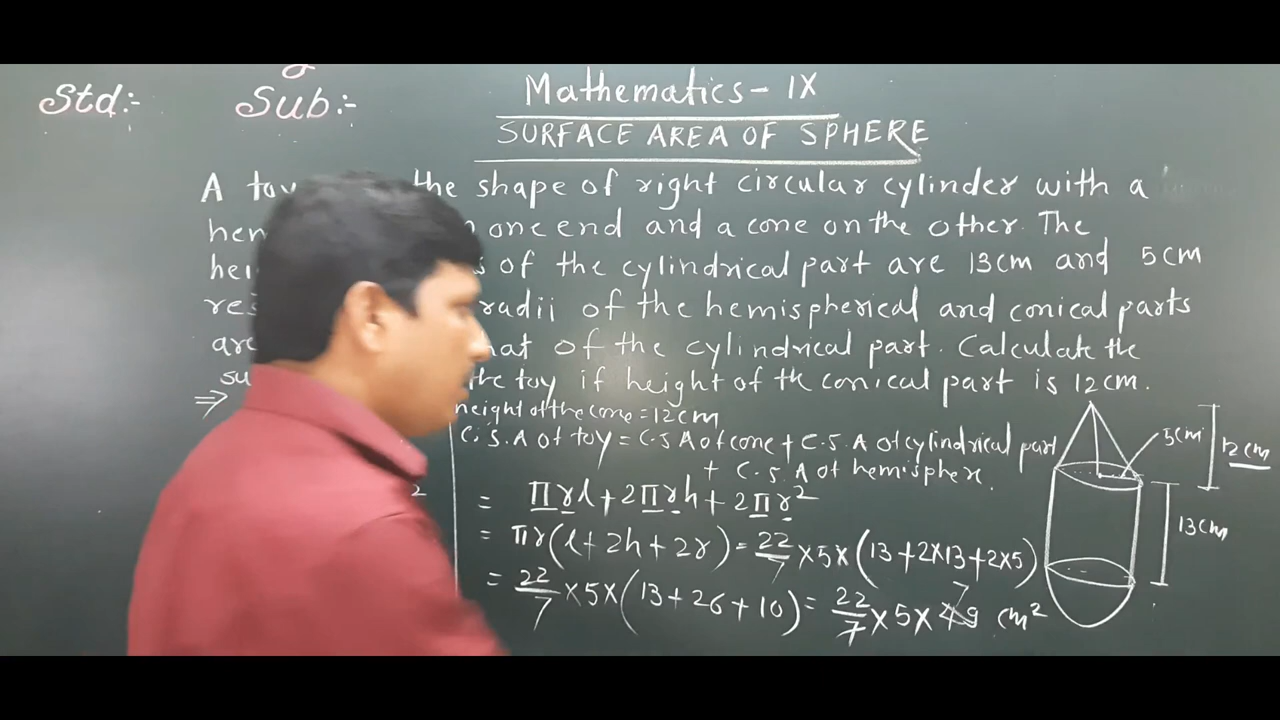 Std:- Sub:-
Mathematics- IX
SURFACE AREA OF SPHERE
A toy the shape of right circular cylinder with a
hem one end and a cone on the other. The
hei of the cylindrical part are 13cm and 5cm
res radii of the hemispherical and conical parts
are of the cylindrical part. Calculate the
su the toy if height of th conical part is 12cm.
⇒ height of the cone = 12cm
C.S.A of toy = C.S A of cone + C.S. A of cylindrical part
+ C.S. A of hemisphere.
2
= πrl + 2πrh + 2πr²
= πr(l + 2h + 2r) = 22/7 × 5 × (13 + 2×13 + 2×5)
= 22/7 × 5 × (13 + 26 + 10) = 22/7 × 5 × 49 7 cm²
5cm
12cm
13cm